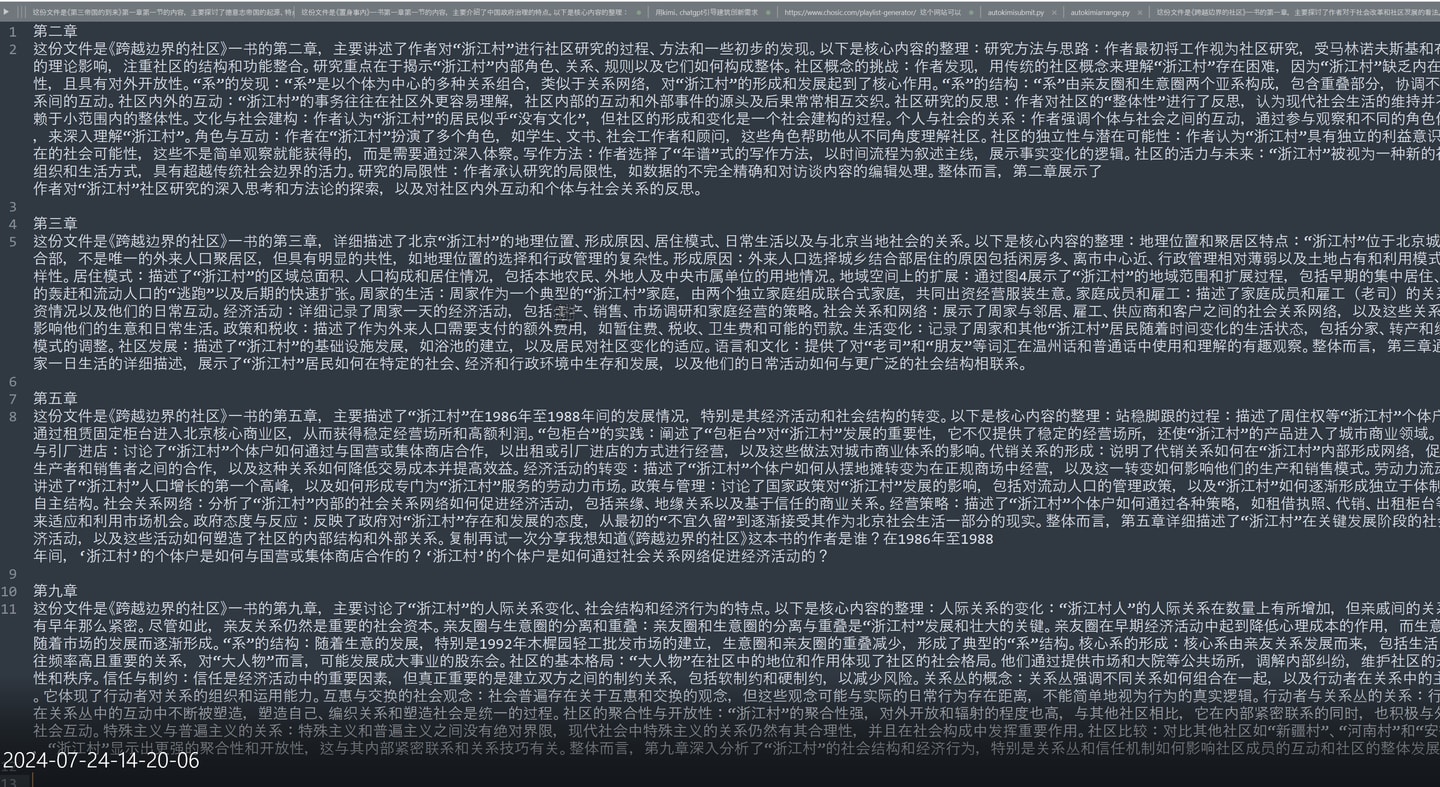 这份文件是《第三帝国的到来》第一章第一节的内容，主要探讨了德意志帝国的起源、特
这份文件是《置身事内》一书第一章第一节的内容，主要介绍了中国政府治理的特点。以下是核心内容的整理：
用kimi, chatgpt引导建筑创新需求
https://www.chosic.com/playlist-generator/ 这个网站可以
autokimisubmit.py
autokimiarrange.py
这份文件是《跨越边界的社区》一书的第一章，主要探讨了作者对于社会改革和社区发展的看法。
1 第二章
2 这份文件是《跨越边界的社区》一书的第二章，主要讲述了作者对“浙江村”进行社区研究的过程、方法和一些初步的发现。以下是核心内容的整理：研究方法与思路：作者最初将工作视为社区研究，受马林诺夫斯基和布
的理论影响，注重社区的结构和功能整合。研究重点在于揭示“浙江村”内部角色、关系、规则以及它们如何构成整体。社区概念的挑战：作者发现，用传统的社区概念来理解“浙江村”存在困难，因为“浙江村”缺乏内在
性，且具有对外开放性。“系”的发现：“系”是以个体为中心的多种关系组合，类似于关系网络，对“浙江村”的形成和发展起到了核心作用。“系”的结构：“系”由亲友圈和生意圈两个亚系构成，包含重叠部分，协调不
系间的互动。社区内外的互动：“浙江村”的事务往往在社区外更容易理解，社区内部的互动和外部事件的源头及后果常常相互交织。社区研究的反思：作者对社区的“整体性”进行了反思，认为现代社会生活的维持并
赖于小范围内的整体性。文化与社会建构：作者认为“浙江村”的居民似乎“没有文化”，但社区的形成和变化是一个社会建构的过程。个人与社会的关系：作者强调个体与社会之间的互动，通过参与观察和不同的角色
，来深入理解“浙江村”。角色与互动：作者在“浙江村”扮演了多个角色，如学生、文书、社会工作者和顾问，这些角色帮助他从不同角度理解社区。社区的独立性与潜在可能性：作者认为“浙江村”具有独立的利益意识
在的社会可能性，这些不是简单观察就能获得的，而是需要通过深入体察。写作方法：作者选择了“年谱”式的写作方法，以时间流程为叙述主线，展示事实变化的逻辑。社区的活力与未来：“浙江村”被视为一种新的
组织和生活方式，具有超越传统社会边界的活力。研究的局限性：作者承认研究的局限性，如数据的不完全精确和对访谈内容的编辑处理。整体而言，第二章展示了
作者对“浙江村”社区研究的深入思考和方法论的探索，以及对社区内外互动和个体与社会关系的反思。
3
4 第三章
5 这份文件是《跨越边界的社区》一书的第三章，详细描述了北京“浙江村”的地理位置、形成原因、居住模式、日常生活以及与北京当地社会的关系。以下是核心内容的整理：地理位置和聚居区特点：“浙江村”位于北京城
合部，不是唯一的外来人口聚居区，但具有明显的共性，如地理位置的选择和行政管理的复杂性。形成原因：外来人口选择城乡结合部居住的原因包括闲房多、离市中心近、行政管理相对薄弱以及土地占有和利用模式
样性。居住模式：描述了“浙江村”的区域总面积、人口构成和居住情况，包括本地农民、外地人及中央市属单位的用地情况。地域空间上的扩展：通过图4展示了“浙江村”的地域范围和扩展过程，包括早期的集中居住、
的轰赶和流动人口的“逃跑”以及后期的快速扩张。周家的生活：周家作为一个典型的“浙江村”家庭，由两个独立家庭组成联合式家庭，共同出资经营服装生意。家庭成员和雇工：描述了家庭成员和雇工（老司）的关
资情况以及他们的日常互动。经济活动：详细记录了周家一天的经济活动，包括生产、销售、市场调研和家庭经营的策略。社会关系和网络：展示了周家与邻居、雇工、供应商和客户之间的社会关系网络，以及这些关系
影响他们的生意和日常生活。政策和税收：描述了作为外来人口需要支付的额外费用，如暂住费、税收、卫生费和可能的罚款。生活变化：记录了周家和其他“浙江村”居民随着时间变化的生活状态，包括分家、转产和
模式的调整。社区发展：描述了“浙江村”的基础设施发展，如浴池的建立，以及居民对社区变化的适应。语言和文化：提供了对“老司”和“朋友”等词汇在温州话和普通话中使用和理解的有趣观察。整体而言，第三章通
家一日生活的详细描述，展示了“浙江村”居民如何在特定的社会、经济和行政环境中生存和发展，以及他们的日常活动如何与更广泛的社会结构相联系。
6
7 第五章
8 这份文件是《跨越边界的社区》一书的第五章，主要描述了“浙江村”在1986年至1988年间的发展情况，特别是其经济活动和社会结构的转变。以下是核心内容的整理：站稳脚跟的过程：描述了周住权等“浙江村”个体户
通过租赁固定柜台进入北京核心商业区，从而获得稳定经营场所和高额利润。“包柜台”的实践：阐述了“包柜台”对“浙江村”发展的重要性，它不仅提供了稳定的经营场所，还使“浙江村”的产品进入了城市商业领域。
与引厂进店：讨论了“浙江村”个体户如何通过与国营或集体商店合作，以出租或引厂进店的方式进行经营，以及这些做法对城市商业体系的影响。代销关系的形成：说明了代销关系如何在“浙江村”内部形成网络，促
生产者和销售者之间的合作，以及这种关系如何降低交易成本并提高效益。经济活动的转变：描述了“浙江村”个体户如何从摆地摊转变为在正规商场中经营，以及这一转变如何影响他们的生产和销售模式。劳动力流
讲述了“浙江村”人口增长的第一个高峰，以及如何形成专门为“浙江村”服务的劳动力市场。政策与管理：讨论了国家政策对“浙江村”发展的影响，包括对流动人口的管理政策，以及“浙江村”如何逐渐形成独立于体制
自主结构。社会关系网络：分析了“浙江村”内部的社会关系网络如何促进经济活动，包括亲缘、地缘关系以及基于信任的商业关系。经营策略：描述了“浙江村”个体户如何通过各种策略，如租借执照、代销、出租柜台
来适应和利用市场机会。政府态度与反应：反映了政府对“浙江村”存在和发展的态度，从最初的“不宜久留”到逐渐接受其作为北京社会生活一部分的现实。整体而言，第五章详细描述了“浙江村”在关键发展阶段的社
济活动，以及这些活动如何塑造了社区的内部结构和外部关系。复制再试一次分享我想知道《跨越边界的社区》这本书的作者是谁？在1986年至1988
年间，‘浙江村’的个体户是如何与国营或集体商店合作的？‘浙江村’的个体户是如何通过社会关系网络促进经济活动的？
9
10 第九章
11 这份文件是《跨越边界的社区》一书的第九章，主要讨论了“浙江村”的人际关系变化、社会结构和经济行为的特点。以下是核心内容的整理：人际关系的变化：“浙江村人”的人际关系在数量上有所增加，但亲戚间的关
有早年那么紧密。尽管如此，亲友关系仍然是重要的社会资本。亲友圈与生意圈的分离和重叠：亲友圈和生意圈的分离与重叠是“浙江村”发展和壮大的关键。亲友圈在早期经济活动中起到降低心理成本的作用，而生意
随着市场的发展而逐渐形成。“系”的结构：随着生意的发展，特别是1992年木樨园轻工批发市场的建立，生意圈和亲友圈的重叠减少，形成了典型的“系”结构。核心系的形成：核心系由亲友关系发展而来，包括生活
往频率高且重要的关系，对“大人物”而言，可能发展成大事业的股东会。社区的基本格局：“大人物”在社区中的地位和作用体现了社区的社会格局。他们通过提供市场和大院等公共场所，调解内部纠纷，维护社区的
性和秩序。信任与制约：信任是经济活动中的重要因素，但真正重要的是建立双方之间的制约关系，包括软制约和硬制约，以减少风险。关系丛的概念：关系丛强调不同关系如何组合在一起，以及行动者在关系中的主
。它体现了行动者对关系的组织和运用能力。互惠与交换的社会观念：社会普遍存在关于互惠和交换的观念，但这些观念可能与实际的日常行为存在距离，不能简单地视为行为的真实逻辑。行动者与关系丛的关系：行
在关系丛中的互动中不断被塑造，塑造自己、编织关系和塑造社会是统一的过程。社区的聚合性与开放性：“浙江村”的聚合性强，对外开放和辐射的程度也高，与其他社区相比，它在内部紧密联系的同时，也积极与
社会互动。特殊主义与普遍主义的关系：特殊主义和普遍主义之间没有绝对界限，现代社会中特殊主义的关系仍然有其合理性，并且在社会构成中发挥重要作用。社区比较：对比其他社区如“新疆村”、“河南村”和“安
“浙江村”显示出更强的聚合性和开放性，这与其内部紧密联系和关系技巧有关。整体而言，第九章深入分析了“浙江村”的社会结构和经济行为，特别是关系丛和信任机制如何影响社区成员的互动和社区的整体发展
2024-07-24-14-20-06
13